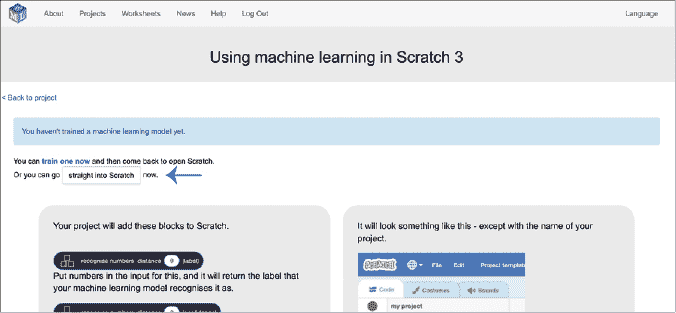 About Projects Worksheets News Help Log Out Language
Using machine learning in Scratch 3
< Back to project
You haven't trained a machine learning model yet.
You can train one now and then come back to open Scratch.
Or you can go straight into Scratch now.
Your project will add these blocks to Scratch.
recognise numbers distance 0 (label)
Put numbers in the input for this, and it will return the label that
your machine learning model recognises it as.
It will look something like this - except with the name of your
project.
SCRATCH File Edit Project templates
Code Costumes Sounds
my project